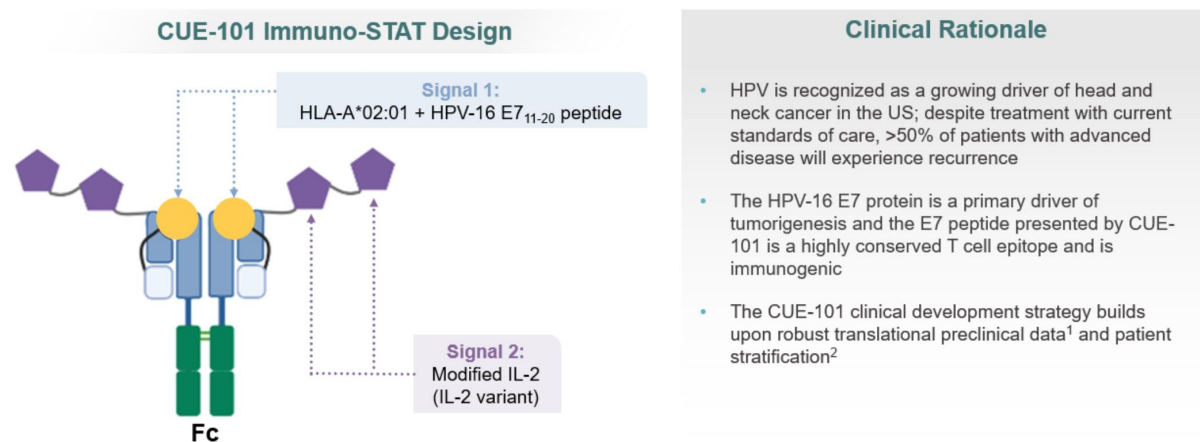 CUE-101 Immuno-STAT Design
Signal 1:
HLA-A*02:01 + HPV-16 E7₁₁₋₂₀ peptide
Signal 2:
Modified IL-2
(IL-2 variant)
Fc
Clinical Rationale
• HPV is recognized as a growing driver of head and
neck cancer in the US; despite treatment with current
standards of care, >50% of patients with advanced
disease will experience recurrence
• The HPV-16 E7 protein is a primary driver of
tumorigenesis and the E7 peptide presented by CUE-
101 is a highly conserved T cell epitope and is
immunogenic
• The CUE-101 clinical development strategy builds
upon robust translational preclinical data¹ and patient
stratification²